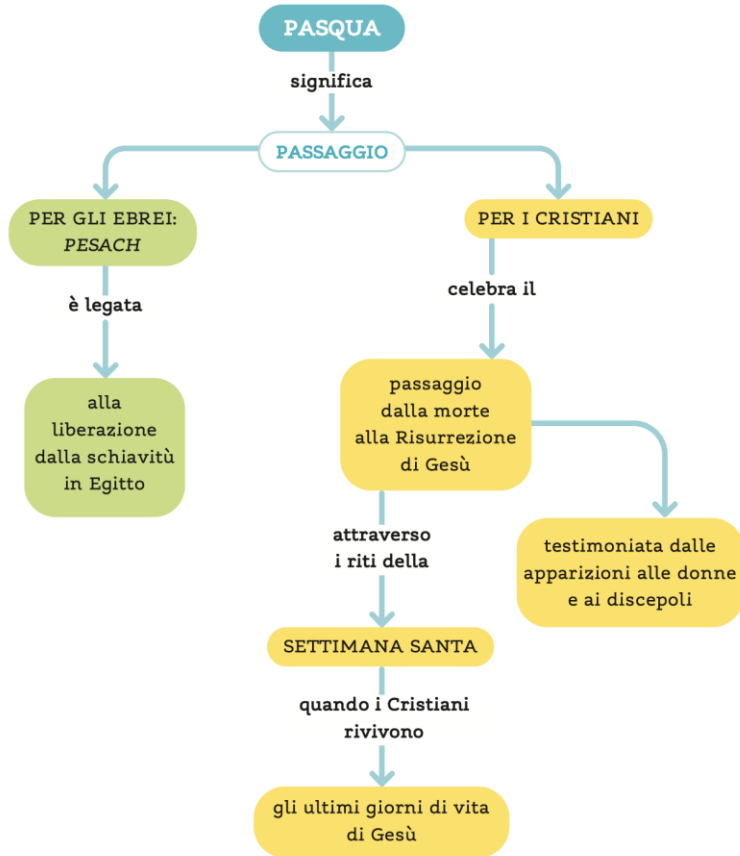 PASQUA
significa
PASSAGGIO
PER GLI EBREI:
PESACH
è legata
alla
liberazione
dalla schiavitù
in Egitto
PER I CRISTIANI
celebra il
passaggio
dalla morte
alla Risurrezione
di Gesù
testimoniata dalle
apparizioni alle donne
e ai discepoli
attraverso
i riti della
SETTIMANA SANTA
quando i Cristiani
rivivono
gli ultimi giorni di vita
di Gesù